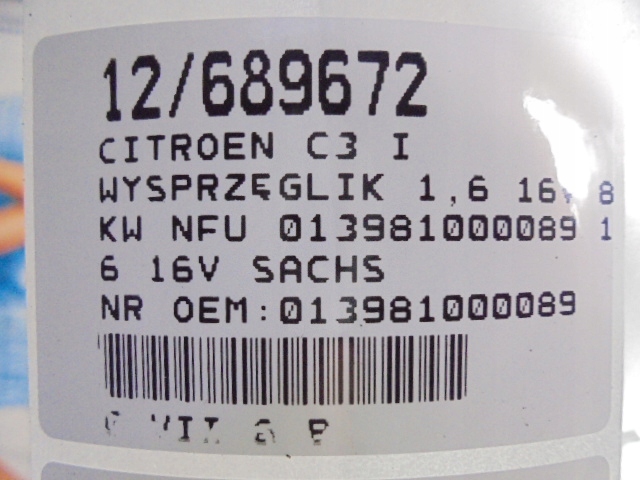 12/689672
CITROEN C3 I
WYSPRZĘGLIK 1,6 16V 8
KW NFU 013981000089 1
6 16V SACHS
NR OEM:013981000089